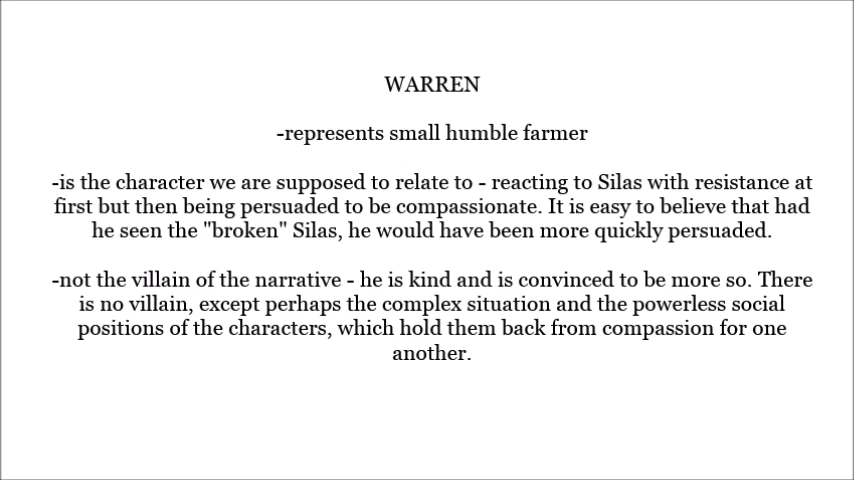 WARREN
-represents small humble farmer
-is the character we are supposed to relate to - reacting to Silas with resistance at
first but then being persuaded to be compassionate. It is easy to believe that had
he seen the "broken" Silas, he would have been more quickly persuaded.
-not the villain of the narrative - he is kind and is convinced to be more so. There
is no villain, except perhaps the complex situation and the powerless social
positions of the characters, which hold them back from compassion for one
another.